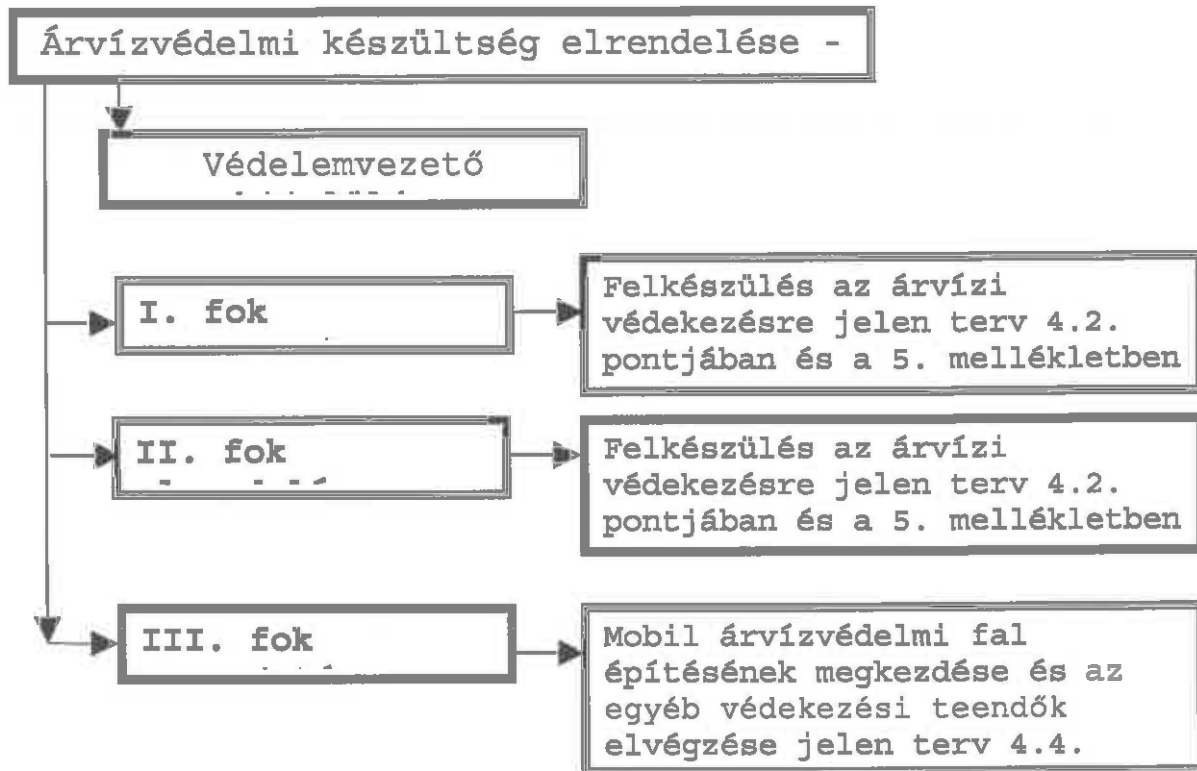 Árvízvédelmi készültség elrendelése -
Védelemvezető
I. fok
Felkészülés az árvízi
védekezésre jelen terv 4.2.
pontjában és a 5. mellékletben
II. fok
Felkészülés az árvízi
védekezésre jelen terv 4.2.
pontjában és a 5. mellékletben
III. fok
Mobil árvízvédelmi fal
építésének megkezdése és az
egyéb védekezési teendők
elvégzése jelen terv 4.4.